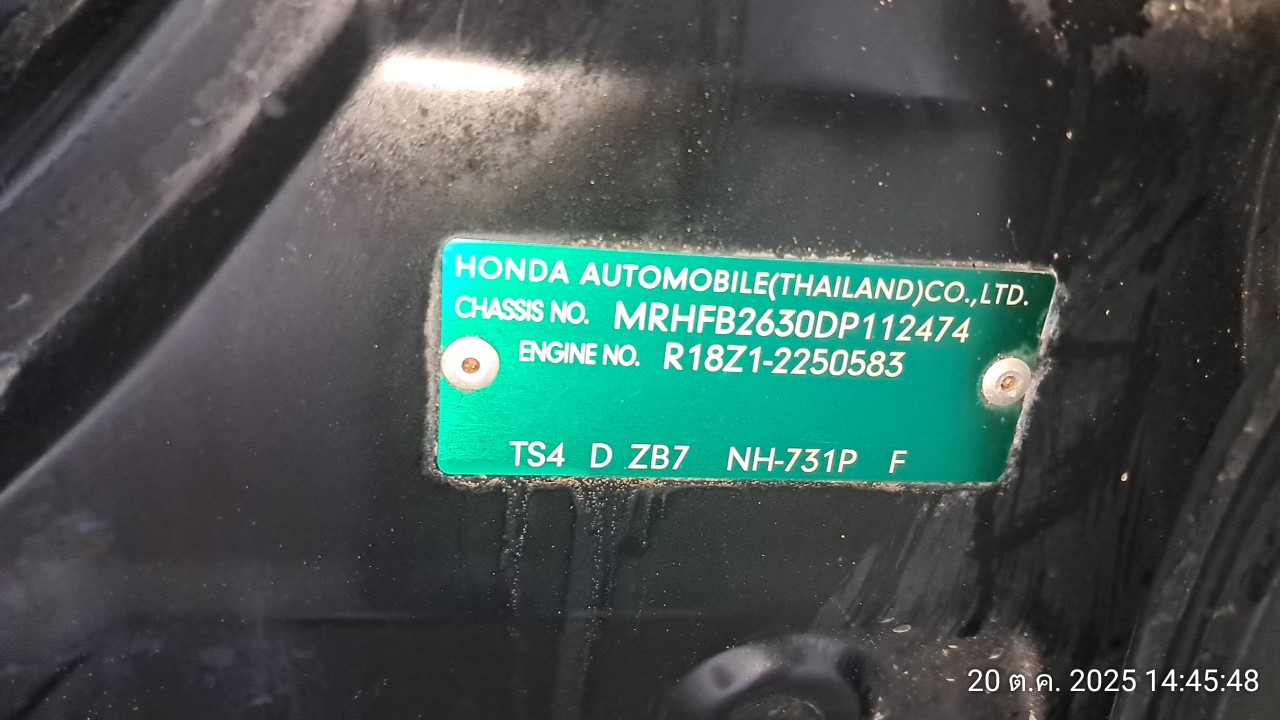 HONDA AUTOMOBILE(THAILAND)CO.,LTD.
CHASSIS NO. MRHFB2630DP112474
ENGINE NO. R18Z1-2250583
TS4 D ZB7 NH-731P F
20 ต.ค. 2025 14:45:48